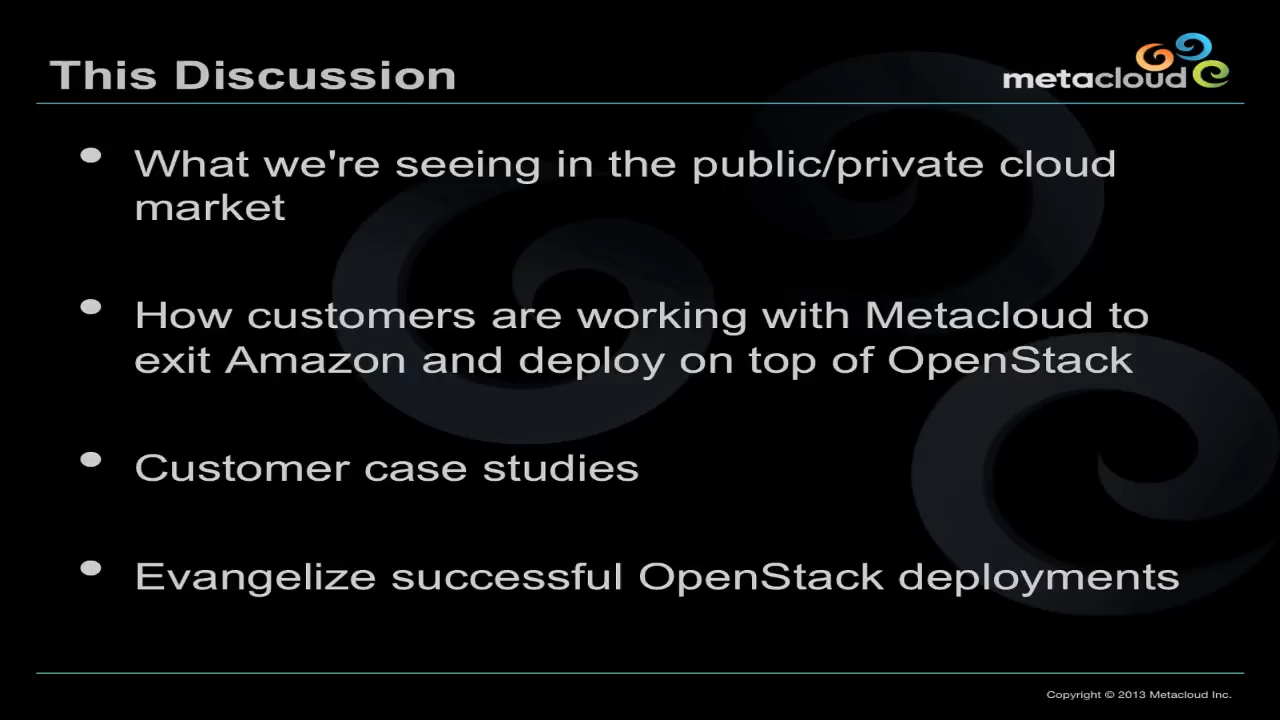 This Discussion
metacloud
• What we're seeing in the public/private cloud
market
• How customers are working with Metacloud to
exit Amazon and deploy on top of OpenStack
• Customer case studies
• Evangelize successful OpenStack deployments
Copyright © 2013 Metacloud Inc.